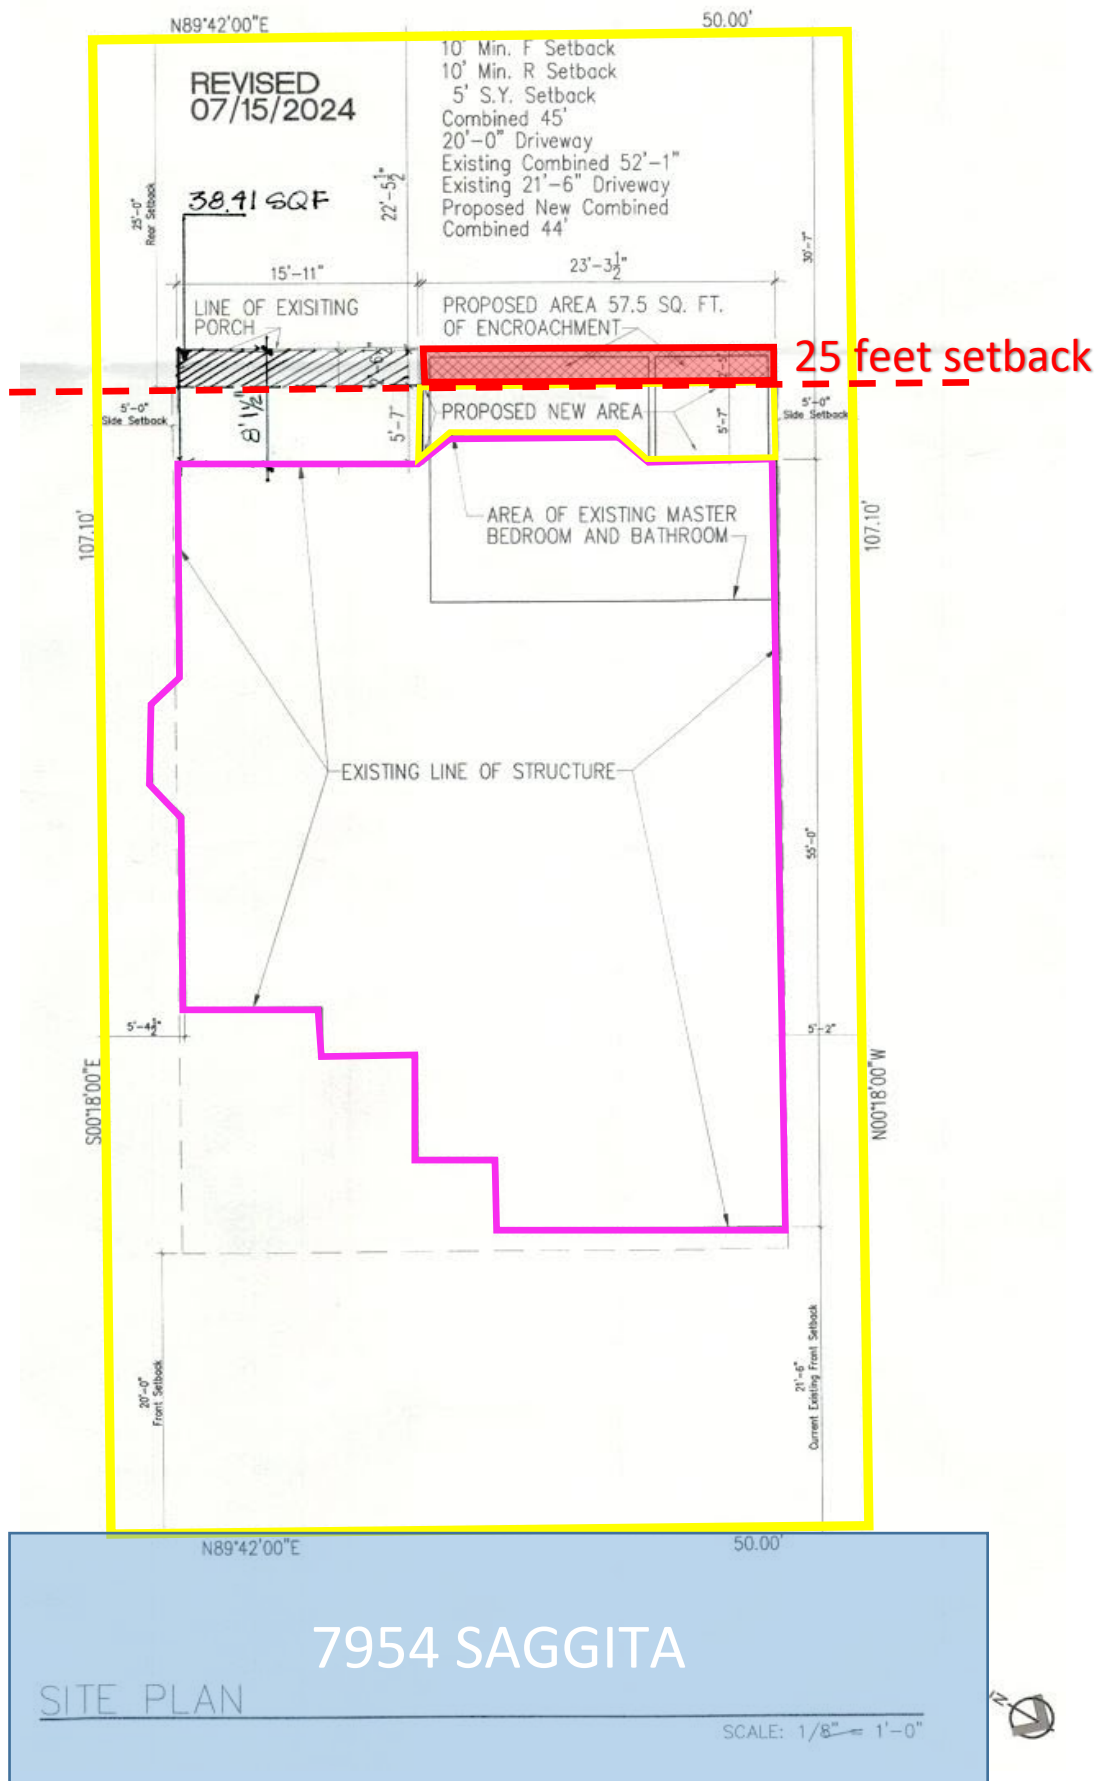 N89°42'00"E
50.00'
REVISED
07/15/2024
10' Min. F Setback
10' Min. R Setback
5' S.Y. Setback
Combined 45'
20'-0" Driveway
Existing Combined 52'-1"
Existing 21'-6" Driveway
Proposed New Combined
Combined 44'
25'-0"
Rear Setback
38.41 SQF
22'-5½"
30'-7"
15'-11"
23'-3½"
LINE OF EXISITING
PORCH
PROPOSED AREA 57.5 SQ. FT.
OF ENCROACHMENT
25 feet setback
5'-0"
Side Setback
8' 1½"
5'-7"
PROPOSED NEW AREA
5'-7"
5'-0"
Side Setback
107.10'
AREA OF EXISTING MASTER
BEDROOM AND BATHROOM
107.10'
EXISTING LINE OF STRUCTURE
55'-0"
5'-4½"
5'-2"
S00°18'00"E
N00°18'00"W
20'-0"
Front Setback
21'-6"
Current Existing Front Setback
N89°42'00"E
50.00'
7954 SAGGITA
SITE PLAN
SCALE: 1/8" = 1'-0"
N